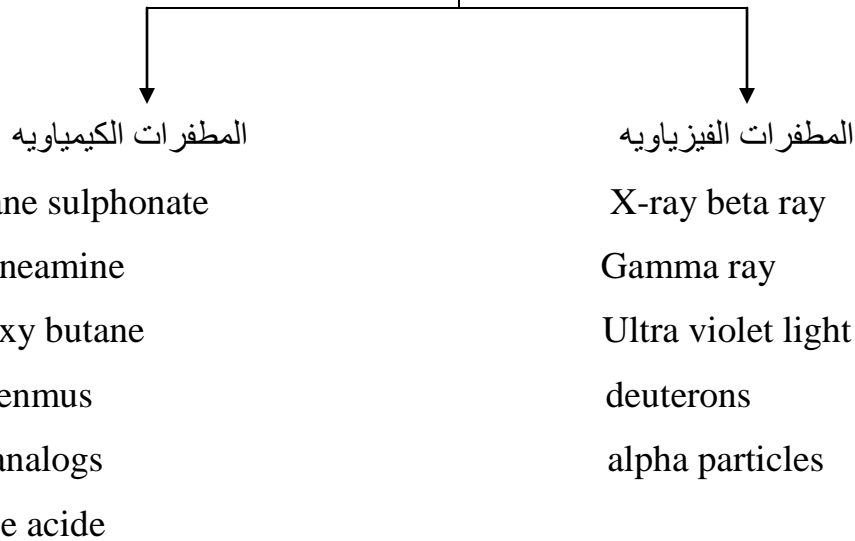 المطفرات الفيزياويه
المطفرات الكيمياويه
X-ray beta ray
Gamma ray
Ultra violet light
deuterons
alpha particles
ane sulphonate
neamine
xy butane
enmus
analogs
e acide